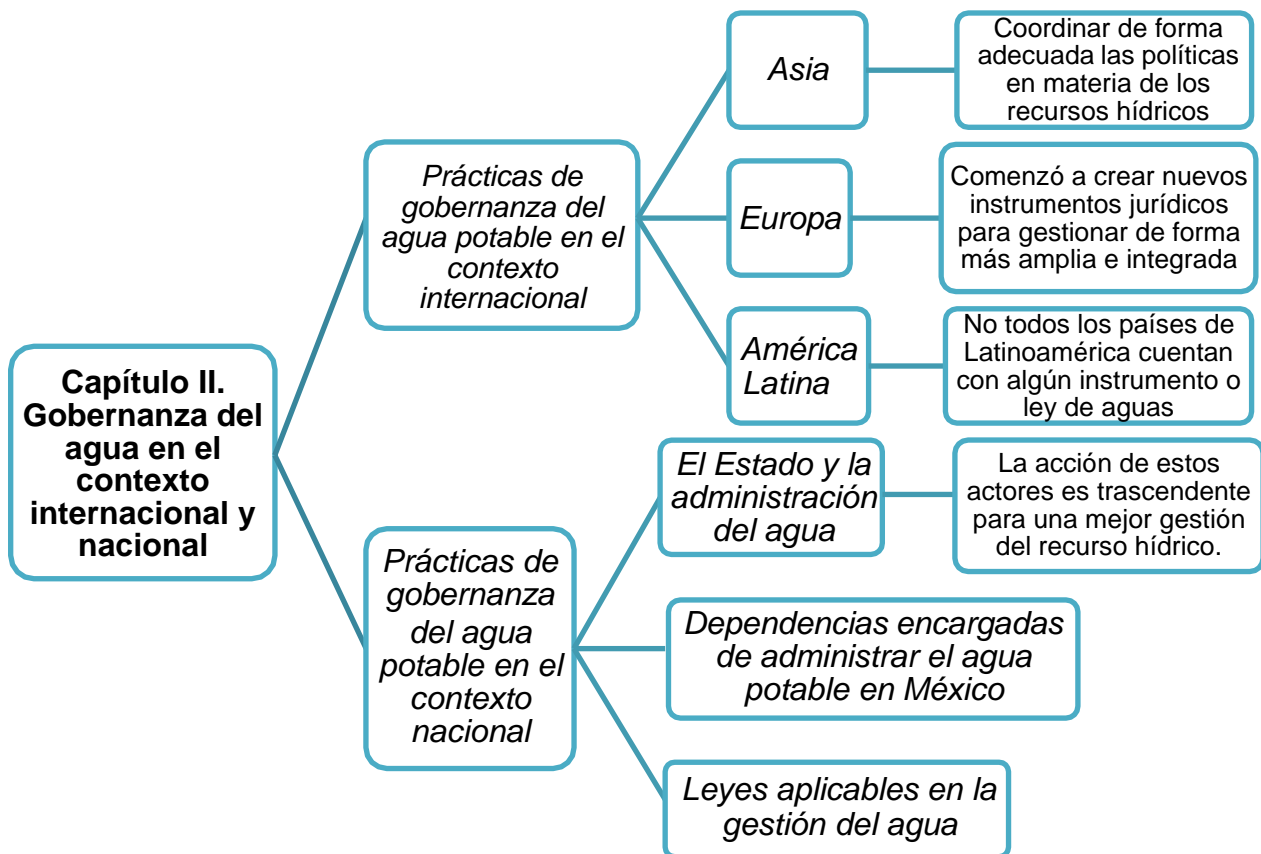 Capítulo II.
Gobernanza del
agua en el
contexto
internacional y
nacional
Prácticas de
gobernanza del
agua potable en el
contexto
internacional
Asia
Coordinar de forma
adecuada las políticas
en materia de los
recursos hídricos
Europa
Comenzó a crear nuevos
instrumentos jurídicos
para gestionar de forma
más amplia e integrada
América
Latina
No todos los países de
Latinoamérica cuentan
con algún instrumento o
ley de aguas
Prácticas de
gobernanza
del agua
potable en el
contexto
nacional
El Estado y la
administración
del agua
La acción de estos
actores es trascendente
para una mejor gestión
del recurso hídrico.
Dependencias encargadas
de administrar el agua
potable en México
Leyes aplicables en la
gestión del agua